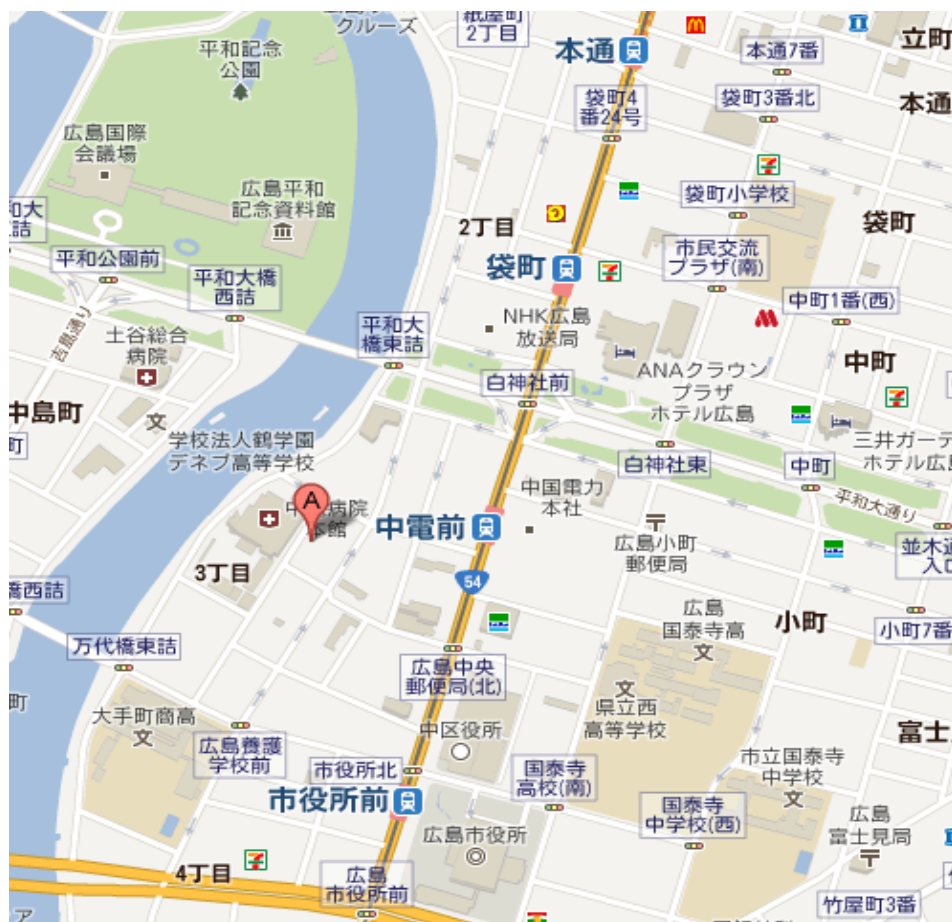 クルーズ
紙屋町
2丁目
本通
本通7番
立町
平和記念
公園
袋町4
番24号
袋町3番北
本通
広島国際
会議場
広島平和
記念資料館
袋町小学校
和大
詰
2丁目
袋町
袋町
市民交流
プラザ(南)
平和公園前
平和大橋
西詰
中町1番(西)
吉島通り
土谷総合
病院
平和大
橋東詰
NHK広島
放送局
中町
白神社前
ANAクラウン
プラザ
ホテル広島
中島町
町
学校法人鶴学園
デネブ高等学校
白神社東
中町
三井ガーデ
ホテル広島
平和大通り
中国電力
本社
A
病院
本館
中電前
広島小町
郵便局
並木通
入口
3丁目
54
橋西詰
広島
国泰寺高
小町
小町7番
万代橋東詰
広島中央
郵便局(北)
町
大手町商高
県立西
高等学校
中区役所
富士
広島養護
学校前
市役所北
国泰寺
高校(南)
市立国泰寺
中学校
市役所前
国泰寺
中学校(西)
広島市役所
広島
富士見局
4丁目
広島
市役所前
竹屋町3番
ア